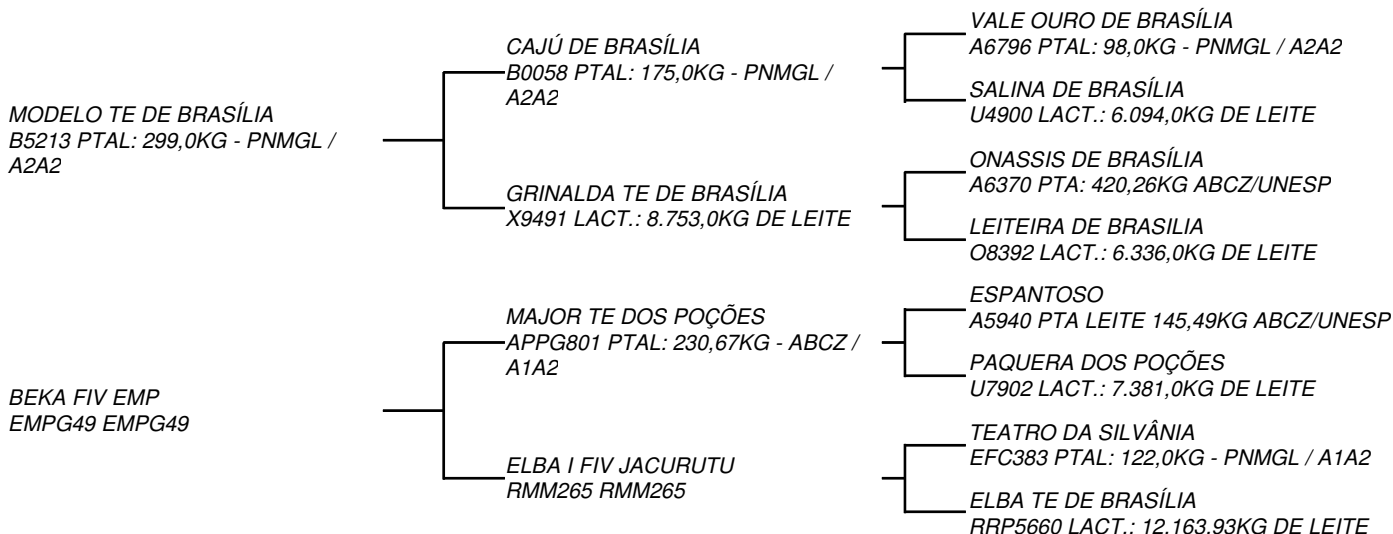 MODELO TE DE BRASÍLIA
B5213 PTAL: 299,0KG - PNMGL /
A2A2
BEKA FIV EMP
EMPG49 EMPG49
CAJÚ DE BRASÍLIA
B0058 PTAL: 175,0KG - PNMGL /
A2A2
GRINALDA TE DE BRASÍLIA
X9491 LACT.: 8.753,0KG DE LEITE
MAJOR TE DOS POÇÕES
APPG801 PTAL: 230,67KG - ABCZ /
A1A2
ELBA I FIV JACURUTU
RMM265 RMM265
VALE OURO DE BRASÍLIA
A6796 PTAL: 98,0KG - PNMGL / A2A2
SALINA DE BRASÍLIA
U4900 LACT.: 6.094,0KG DE LEITE
ONASSIS DE BRASÍLIA
A6370 PTA: 420,26KG ABCZ/UNESP
LEITEIRA DE BRASILIA
O8392 LACT.: 6.336,0KG DE LEITE
ESPANTOSO
A5940 PTA LEITE 145,49KG ABCZ/UNESP
PAQUERA DOS POÇÕES
U7902 LACT.: 7.381,0KG DE LEITE
TEATRO DA SILVÂNIA
EFC383 PTAL: 122,0KG - PNMGL / A1A2
ELBA TE DE BRASÍLIA
RRP5660 LACT.: 12.163,93KG DE LEITE